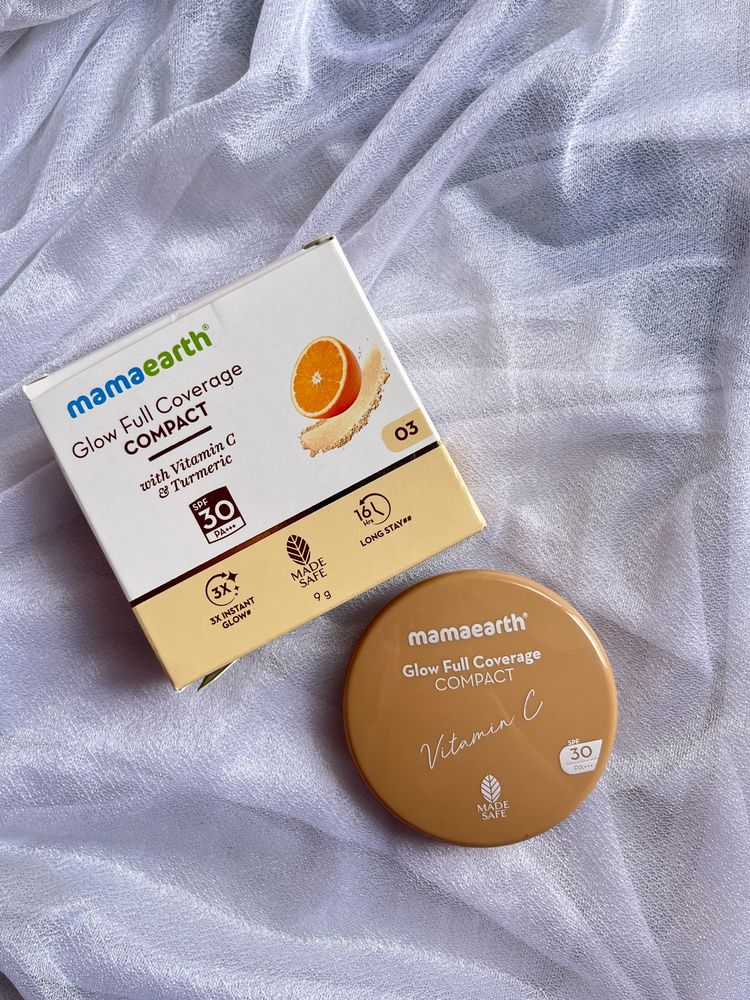 mamaearth®
Glow Full Coverage
COMPACT
with Vitamin C
& Turmeric
SPF
30
PA+++
03
3X
3X INSTANT
GLOW#
MADE
SAFE
9 g
16
Hrs
LONG STAY##
mamaearth®
Glow Full Coverage
COMPACT
Vitamin C
SPF
30
PA+++
MADE
SAFE